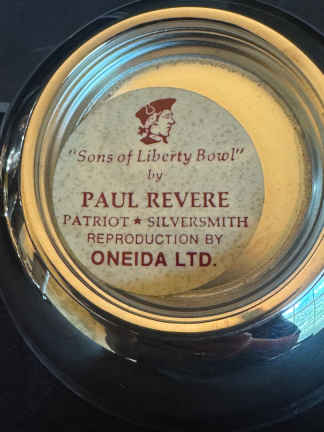 "Sons of Liberty Bowl"
by
PAUL REVERE
PATRIOT ★ SILVERSMITH
REPRODUCTION BY
ONEIDA LTD.